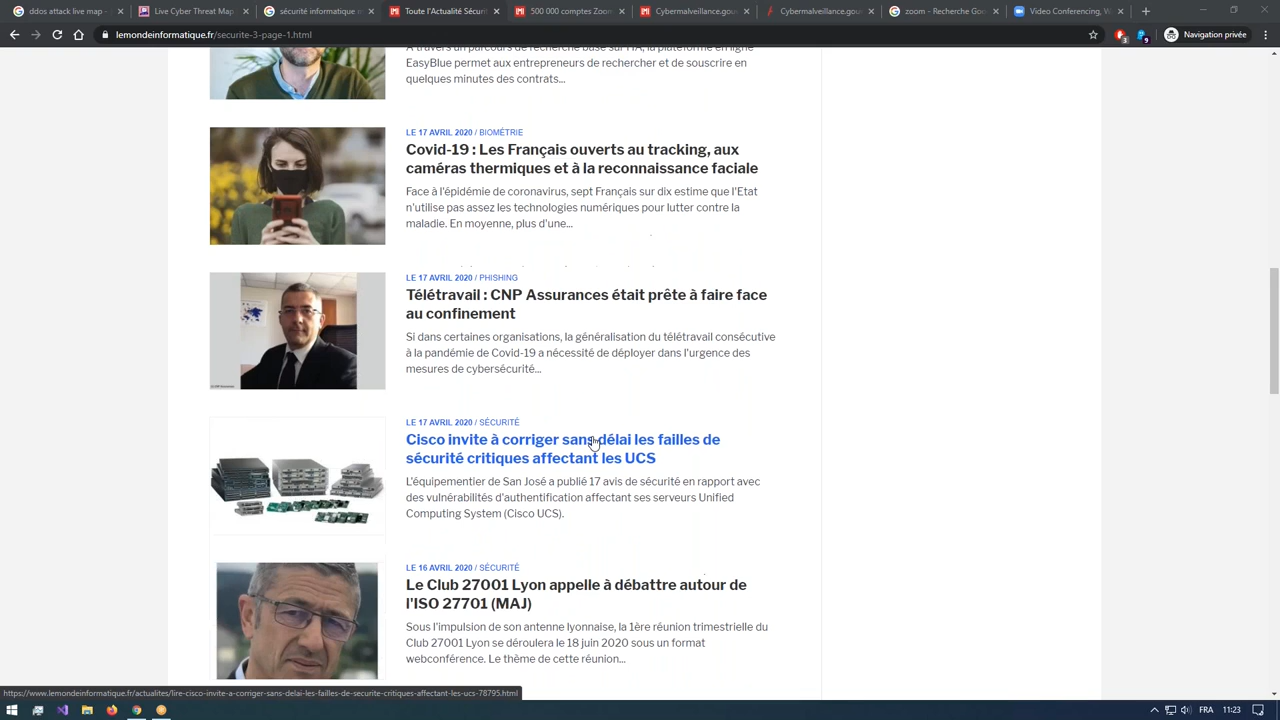 ddos attack live map -
Live Cyber Threat Ma
sécurité informatique n
Toute l'Actualité Sécuri
500 000 comptes Zoom
Cybermalveillance.gouv
Cybermalveillance.gouv
zoom - Recherche Goo
Video Conferencing, W
lemondeinformatique.fr/securite-3-page-1.html
Navigation privée
À travers un parcours de recherche basé sur l'IA, la plateforme en ligne
EasyBlue permet aux entrepreneurs de rechercher et de souscrire en
quelques minutes des contrats...
LE 17 AVRIL 2020 / BIOMÉTRIE
Covid-19 : Les Français ouverts au tracking, aux
caméras thermiques et à la reconnaissance faciale
Face à l'épidémie de coronavirus, sept Français sur dix estime que l'Etat
n'utilise pas assez les technologies numériques pour lutter contre la
maladie. En moyenne, plus d'une...
LE 17 AVRIL 2020 / PHISHING
Télétravail : CNP Assurances était prête à faire face
au confinement
Si dans certaines organisations, la généralisation du télétravail consécutive
à la pandémie de Covid-19 a nécessité de déployer dans l'urgence des
mesures de cybersécurité...
LE 17 AVRIL 2020 / SÉCURITÉ
Cisco invite à corriger sans délai les failles de
sécurité critiques affectant les UCS
L'équipementier de San José a publié 17 avis de sécurité en rapport avec
des vulnérabilités d'authentification affectant ses serveurs Unified
Computing System (Cisco UCS).
LE 16 AVRIL 2020 / SÉCURITÉ
Le Club 27001 Lyon appelle à débattre autour de
l'ISO 27701 (MAJ)
Sous l'impulsion de son antenne lyonnaise, la 1ère réunion trimestrielle du
Club 27001 Lyon se déroulera le 18 juin 2020 sous un format
webconférence. Le thème de cette réunion...
https://www.lemondeinformatique.fr/actualites/lire-cisco-invite-a-corriger-sans-delai-les-failles-de-securite-critiques-affectant-les-ucs-78795.html
FR 11:23